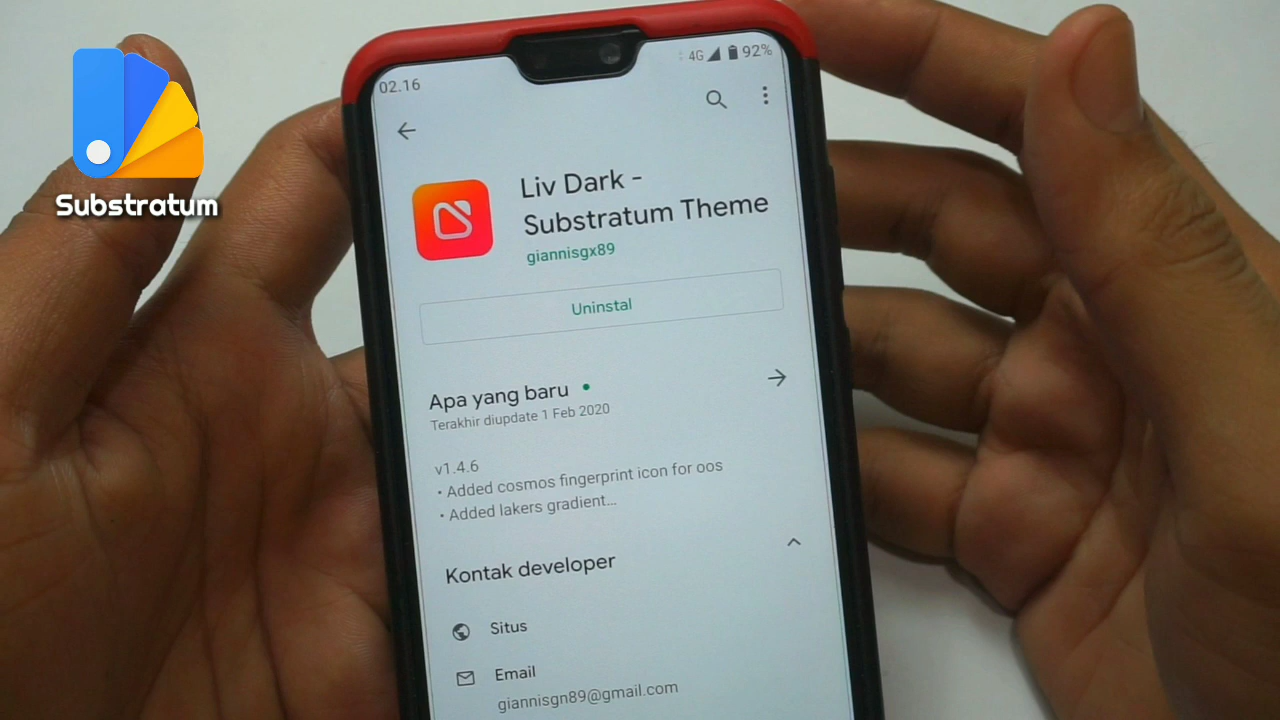 Substratum
02.16
4G
92%
Liv Dark -
Substratum Theme
giannisgx89
Uninstal
Apa yang baru
Terakhir diupdate 1 Feb 2020
v1.4.6
• Added cosmos fingerprint icon for oos
• Added lakers gradient...
Kontak developer
Situs
Email
giannisgn89@gmail.com